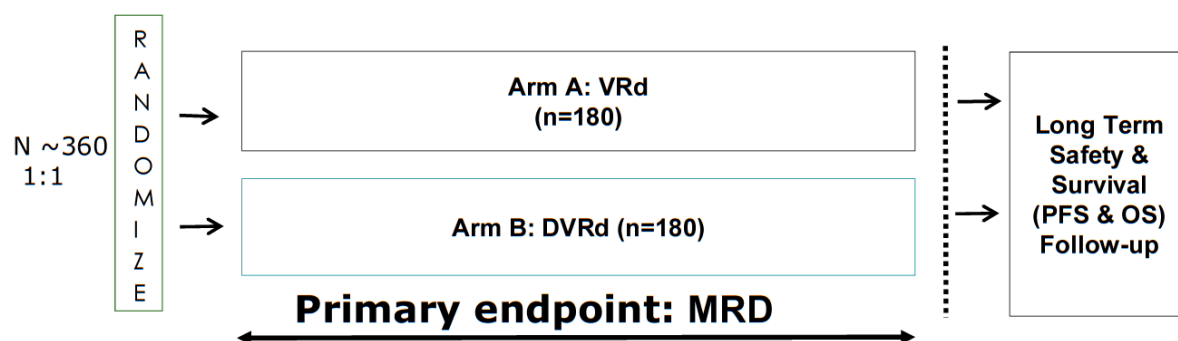 N ~360
1:1
RANDOMIZE
Arm A: VRd
(n=180)
Arm B: DVRd (n=180)
Primary endpoint: MRD
Long Term
Safety &
Survival
(PFS & OS)
Follow-up